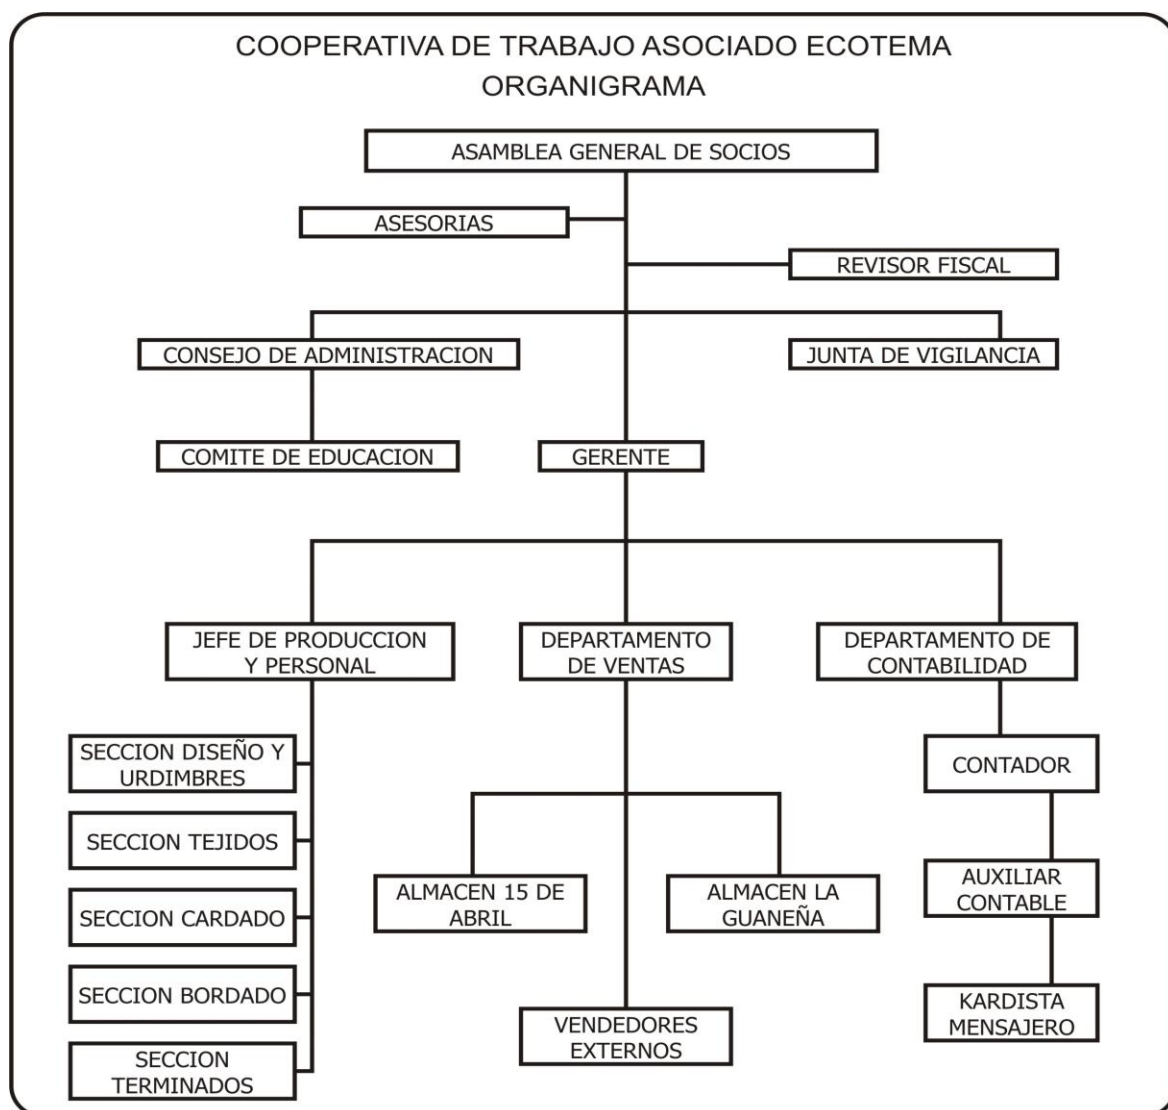 COOPERATIVA DE TRABAJO ASOCIADO ECOTEMA
ORGANIGRAMA
ASAMBLEA GENERAL DE SOCIOS
ASESORIAS
REVISOR FISCAL
CONSEJO DE ADMINISTRACION
JUNTA DE VIGILANCIA
COMITE DE EDUCACION
GERENTE
JEFE DE PRODUCCION
Y PERSONAL
DEPARTAMENTO
DE VENTAS
DEPARTAMENTO DE
CONTABILIDAD
SECCION DISEÑO Y
URDIMBRES
SECCION TEJIDOS
SECCION CARDADO
SECCION BORDADO
SECCION
TERMINADOS
ALMACEN 15 DE
ABRIL
ALMACEN LA
GUANEÑA
VENDEDORES
EXTERNOS
CONTADOR
AUXILIAR
CONTABLE
KARDISTA
MENSAJERO